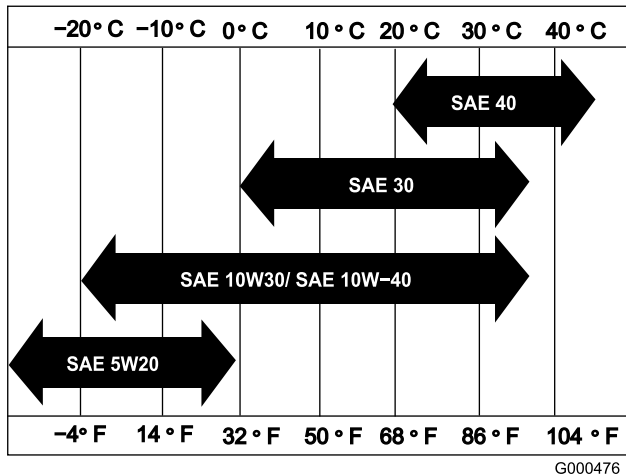 −20° C −10° C 0° C 10° C 20° C 30° C 40° C
SAE 40
SAE 30
SAE 10W30/ SAE 10W−40
SAE 5W20
−4° F 14° F 32° F 50° F 68° F 86° F 104° F
G000476